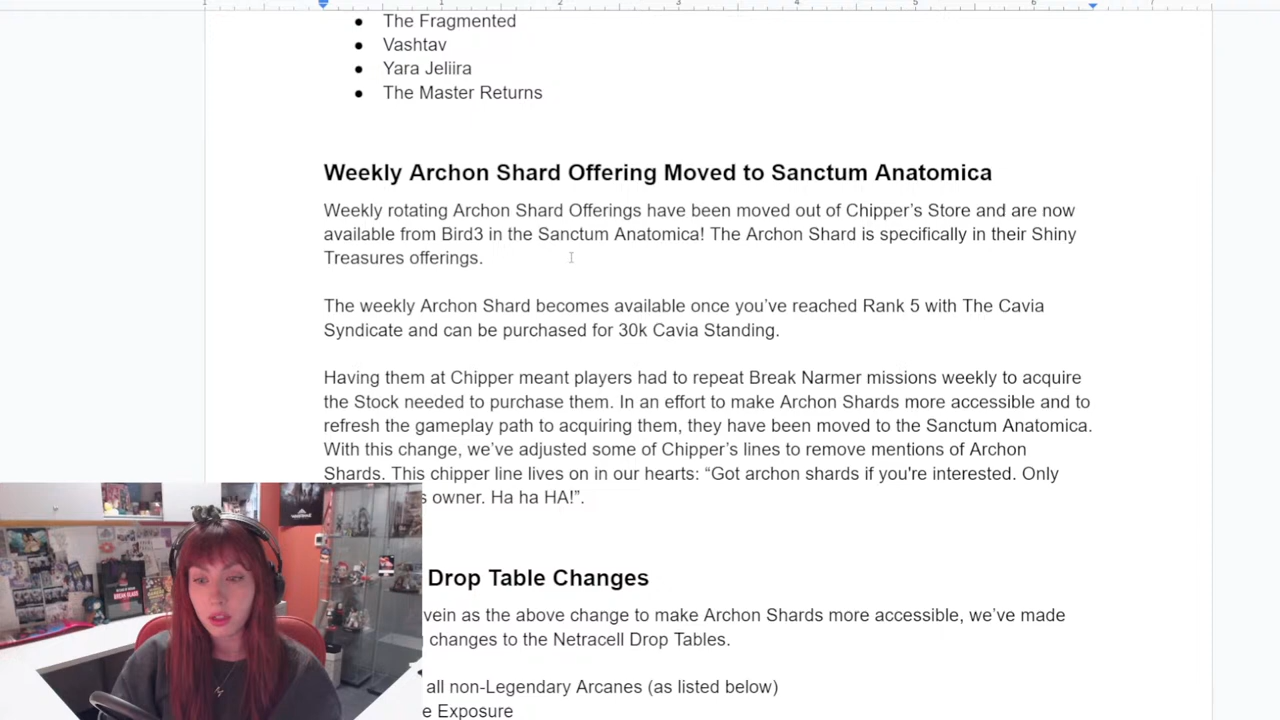 The Fragmented
Vashtav
Yara Jeliira
The Master Returns
Weekly Archon Shard Offering Moved to Sanctum Anatomica
Weekly rotating Archon Shard Offerings have been moved out of Chipper’s Store and are now
available from Bird3 in the Sanctum Anatomica! The Archon Shard is specifically in their Shiny
Treasures offerings.
The weekly Archon Shard becomes available once you’ve reached Rank 5 with The Cavia
Syndicate and can be purchased for 30k Cavia Standing.
Having them at Chipper meant players had to repeat Break Narmer missions weekly to acquire
the Stock needed to purchase them. In an effort to make Archon Shards more accessible and to
refresh the gameplay path to acquiring them, they have been moved to the Sanctum Anatomica.
With this change, we’ve adjusted some of Chipper’s lines to remove mentions of Archon
Shards. This chipper line lives on in our hearts: “Got archon shards if you're interested. Only
s owner. Ha ha HA!”.
Drop Table Changes
vein as the above change to make Archon Shards more accessible, we’ve made
changes to the Netracell Drop Tables.
all non-Legendary Arcanes (as listed below)
e Exposure